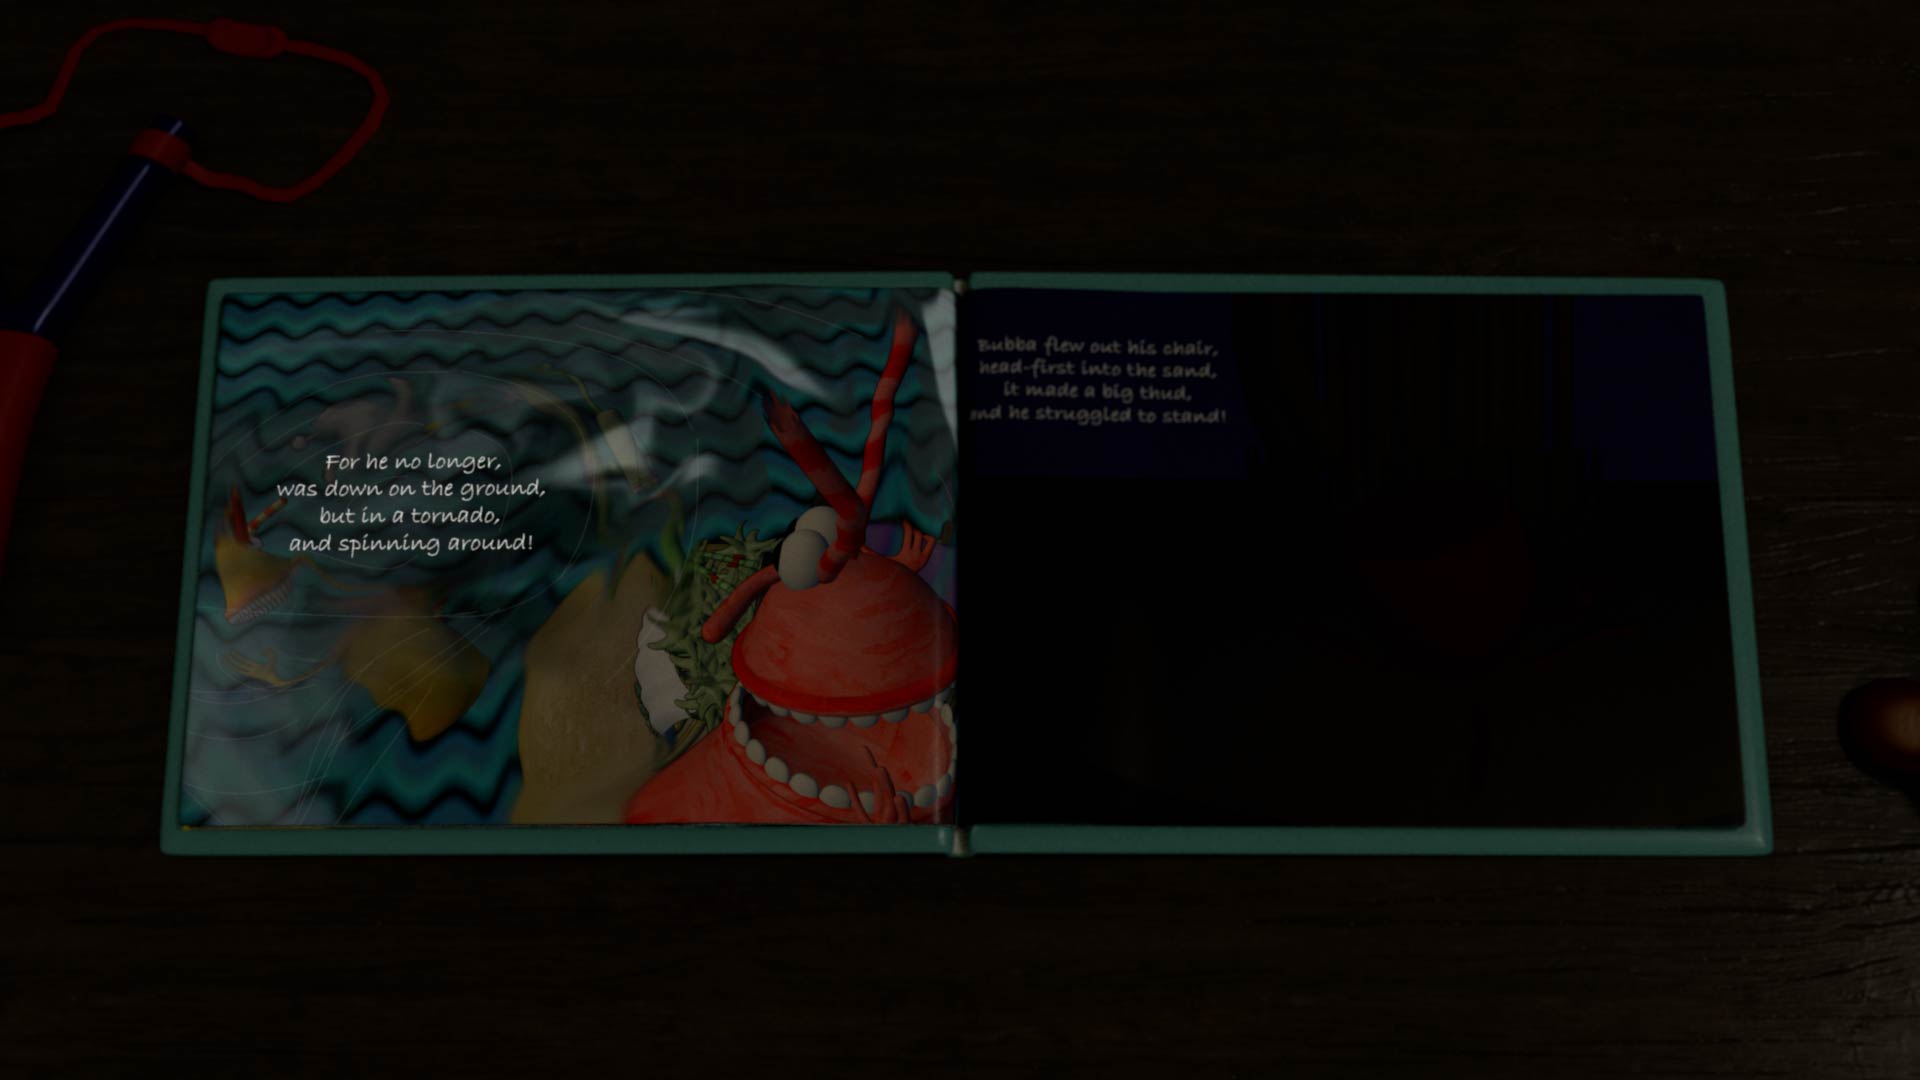 For he no longer,
was down on the ground,
but in a tornado,
and spinning around!
Bubba flew out his chair,
head-first into the sand,
it made a big thud,
and he struggled to stand!